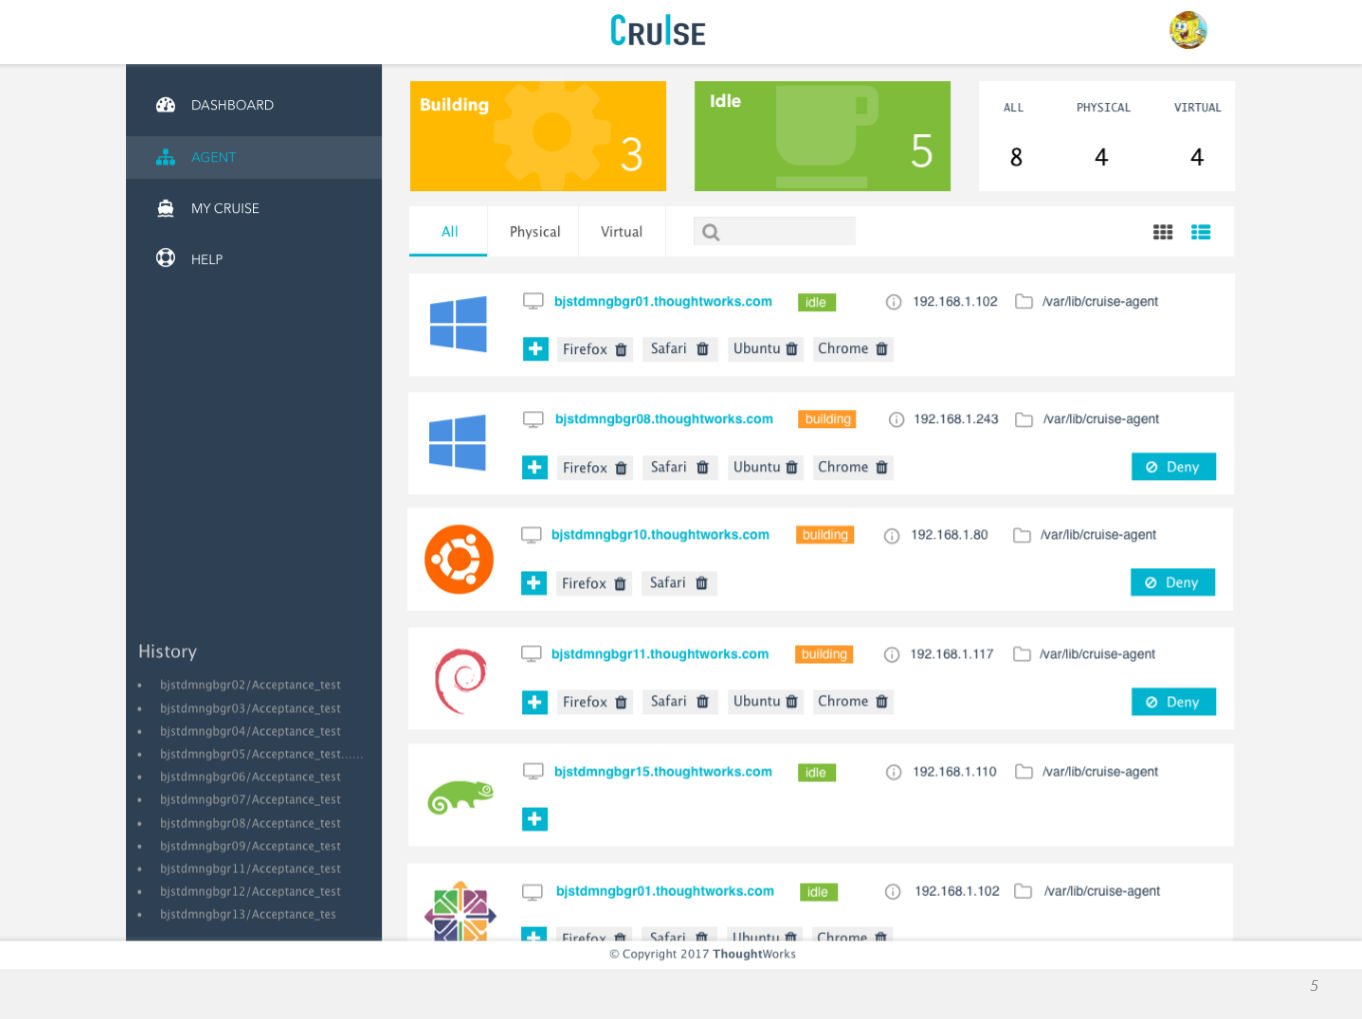 CRUISE
DASHBOARD
AGENT
MY CRUISE
HELP
History
• bjstdmngbgr02/Acceptance_test
• bjstdmngbgr03/Acceptance_test
• bjstdmngbgr04/Acceptance_test
• bjstdmngbgr05/Acceptance_test......
• bjstdmngbgr06/Acceptance_test
• bjstdmngbgr07/Acceptance_test
• bjstdmngbgr08/Acceptance_test
• bjstdmngbgr09/Acceptance_test
• bjstdmngbgr11/Acceptance_test
• bjstdmngbgr12/Acceptance_test
• bjstdmngbgr13/Acceptance_tes
Building
3
Idle
5
ALL PHYSICAL VIRTUAL
8 4 4
All Physical Virtual
bjstdmngbgr01.thoughtworks.com idle 192.168.1.102 /var/lib/cruise-agent
Firefox Safari Ubuntu Chrome
bjstdmngbgr08.thoughtworks.com building 192.168.1.243 /var/lib/cruise-agent
Firefox Safari Ubuntu Chrome Deny
bjstdmngbgr10.thoughtworks.com building 192.168.1.80 /var/lib/cruise-agent
Firefox Safari Deny
bjstdmngbgr11.thoughtworks.com building 192.168.1.117 /var/lib/cruise-agent
Firefox Safari Ubuntu Chrome Deny
bjstdmngbgr15.thoughtworks.com idle 192.168.1.110 /var/lib/cruise-agent
bjstdmngbgr01.thoughtworks.com idle 192.168.1.102 /var/lib/cruise-agent
Firefox Safari Ubuntu Chrome
© Copyright 2017 ThoughtWorks
5